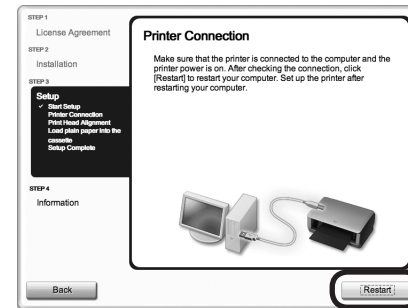 STEP 1
License Agreement
STEP 2
Installation
STEP 3
Setup
✓ Start Setup
Printer Connection
Print Head Alignment
Load plain paper into the
cassette
Setup Complete
STEP 4
Information
Back
Printer Connection
Make sure that the printer is connected to the computer and the
printer power is on. After checking the connection, click
[Restart] to restart your computer. Set up the printer after
restarting your computer.
Restart